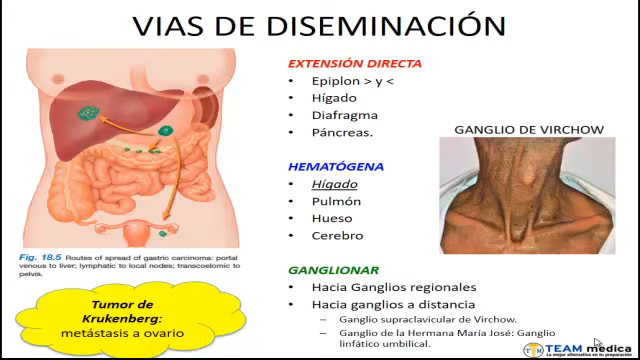 VIAS DE DISEMINACIÓN
EXTENSIÓN DIRECTA
• Epiplon > y <
• Hígado
• Diafragma
• Páncreas.
HEMATÓGENA
• Hígado
• Pulmón
• Hueso
• Cerebro
GANGLIONAR
• Hacia Ganglios regionales
• Hacia ganglios a distancia
– Ganglio supraclavicular de Virchow.
– Ganglio de la Hermana María José: Ganglio
linfático umbilical.
GANGLIO DE VIRCHOW
Fig. 18.5 Routes of spread of gastric carcinoma: portal
venous to liver; lymphatic to local nodes; transcoelomic to
pelvis.
Tumor de
Krukenberg:
metástasis a ovario
TM TEAM medica
La mejor alternativa en tu preparación